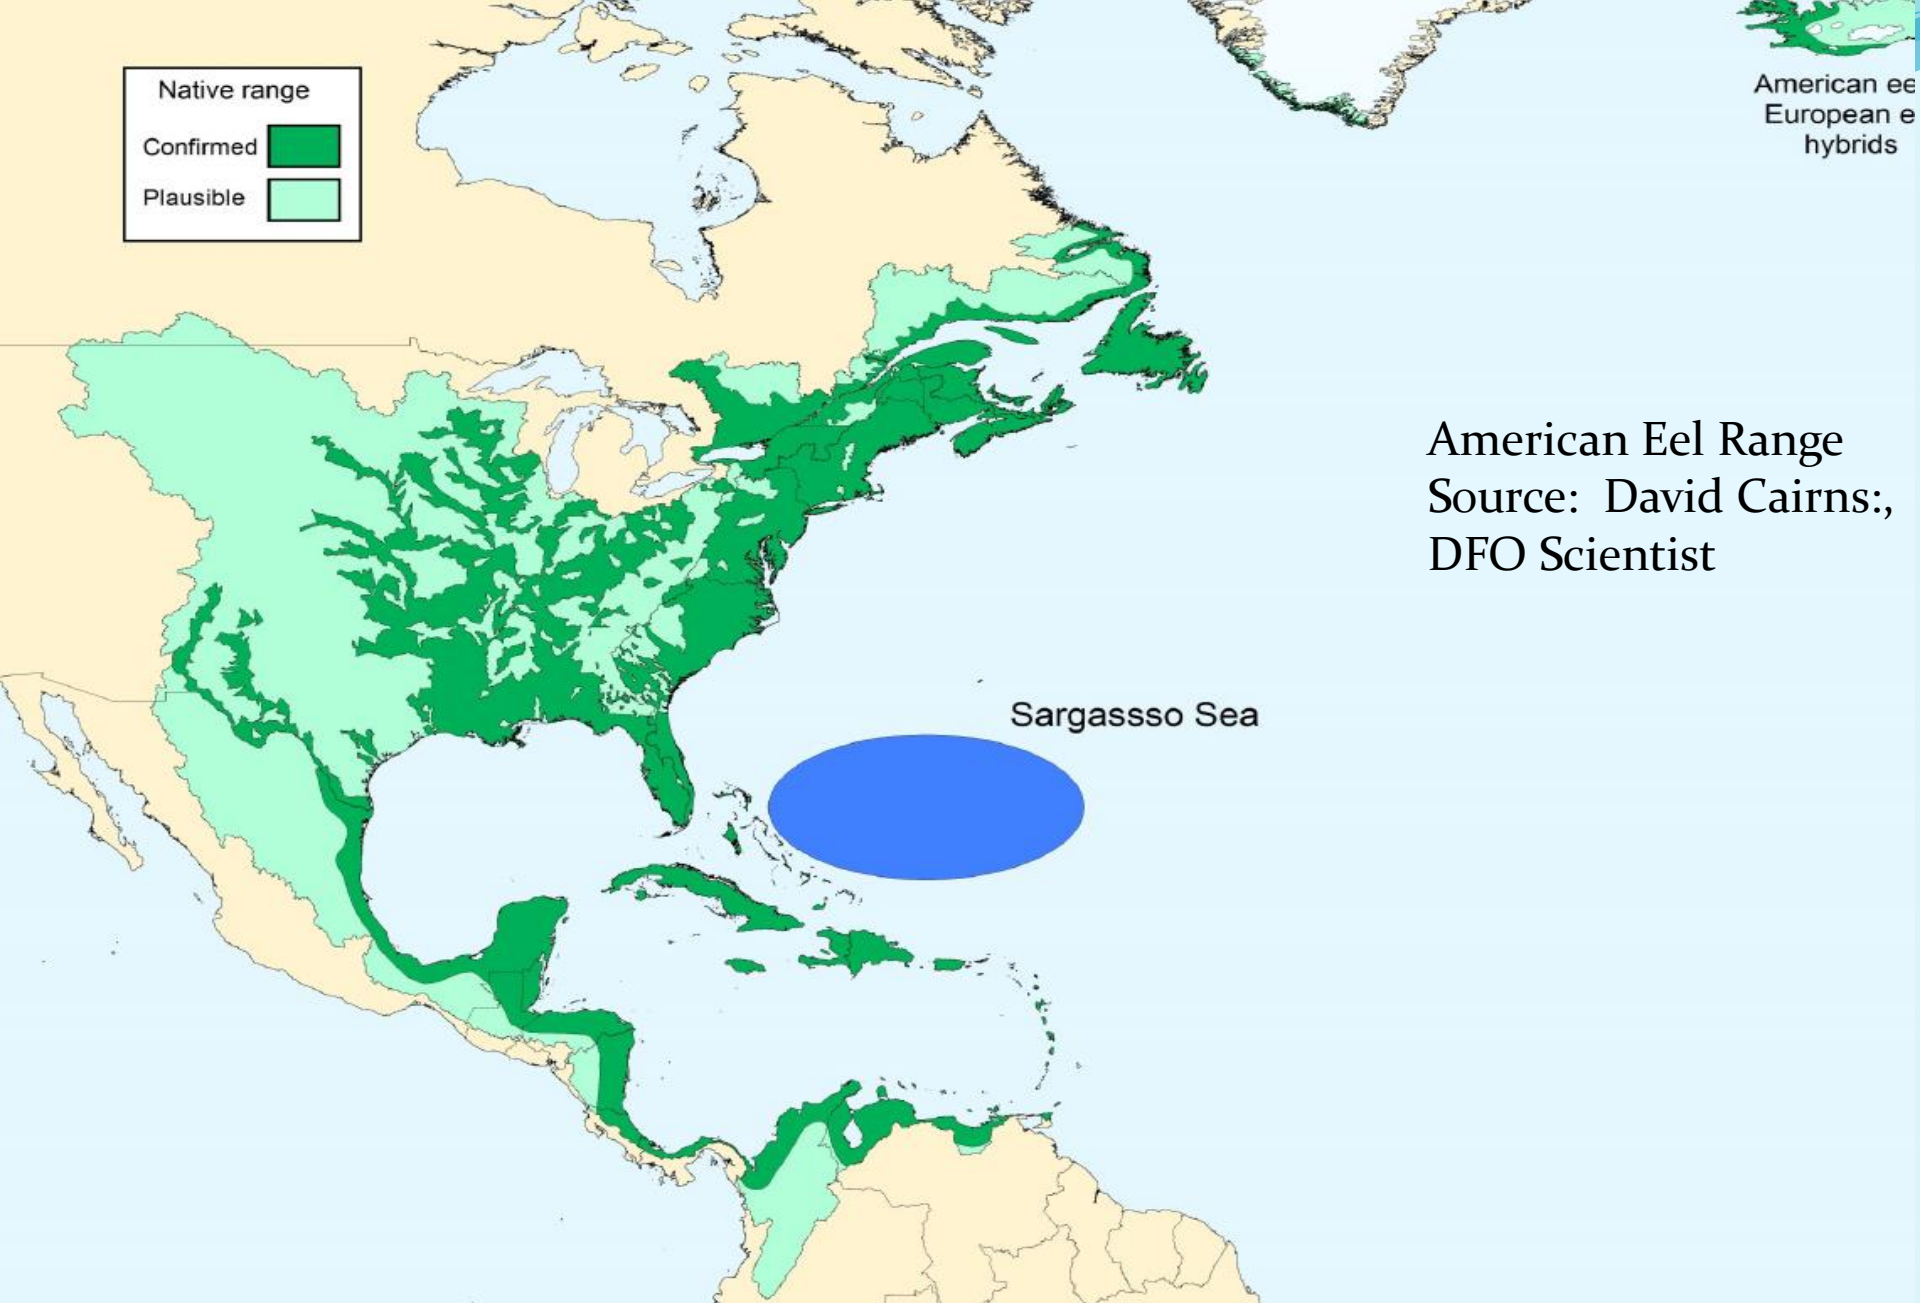 Native range
Confirmed
Plausible
American ee
European e
hybrids
American Eel Range
Source: David Cairns:,
DFO Scientist
Sargassso Sea